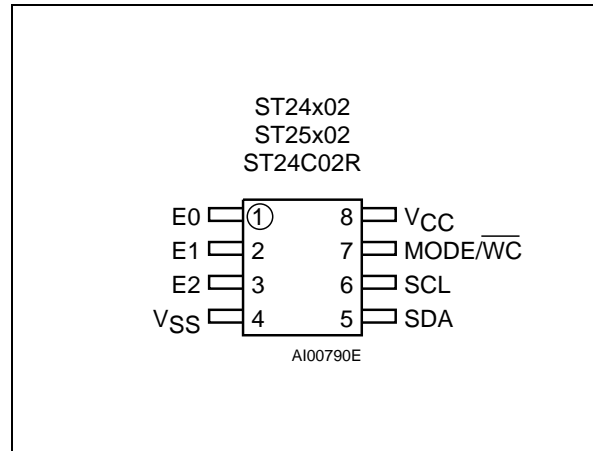 ST24x02
ST25x02
ST24C02R
E0 1 8 VCC
E1 2 7 MODE/W̅C̅
E2 3 6 SCL
VSS 4 5 SDA
AI00790E